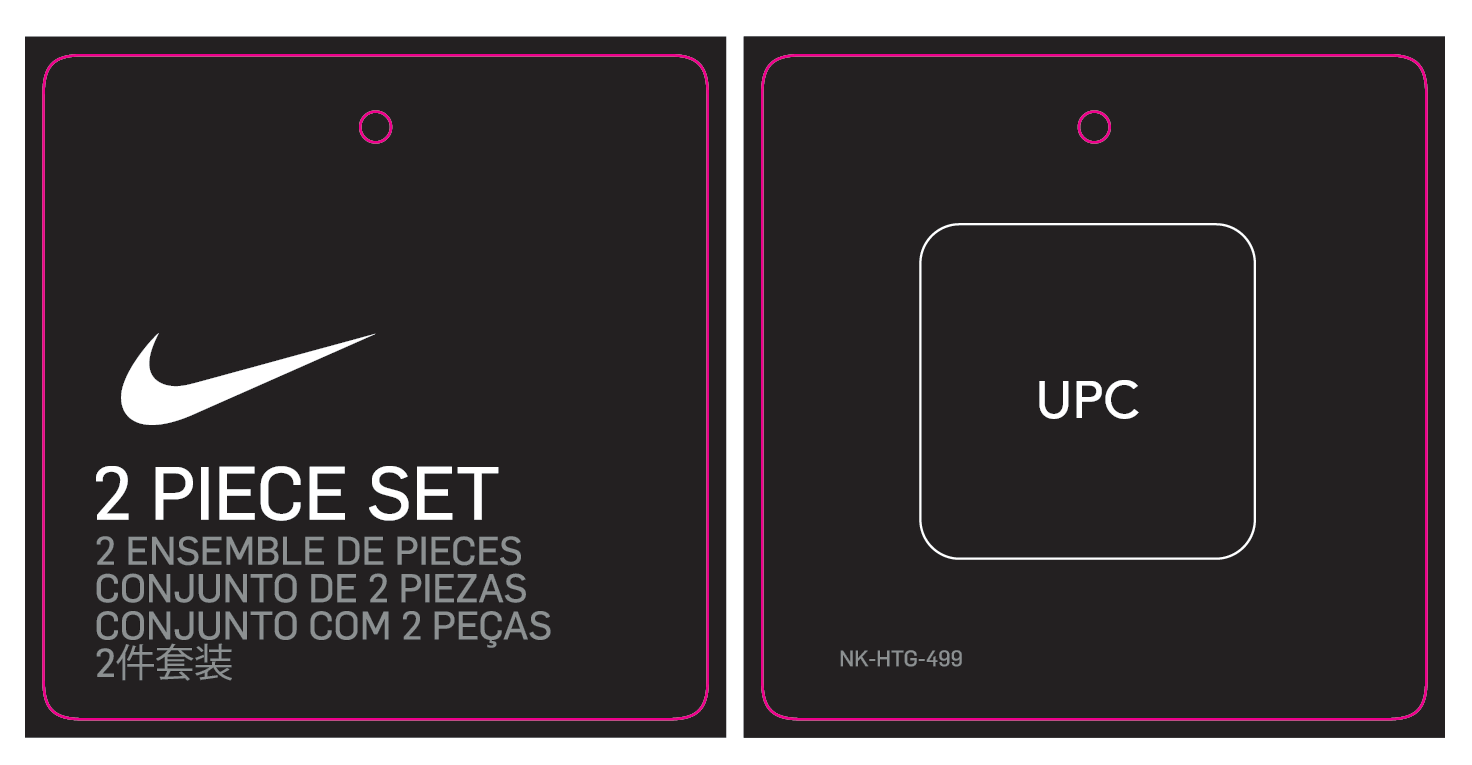 2 PIECE SET
2 ENSEMBLE DE PIECES
CONJUNTO DE 2 PIEZAS
CONJUNTO COM 2 PEÇAS
2件套装
UPC
NK-HTG-499